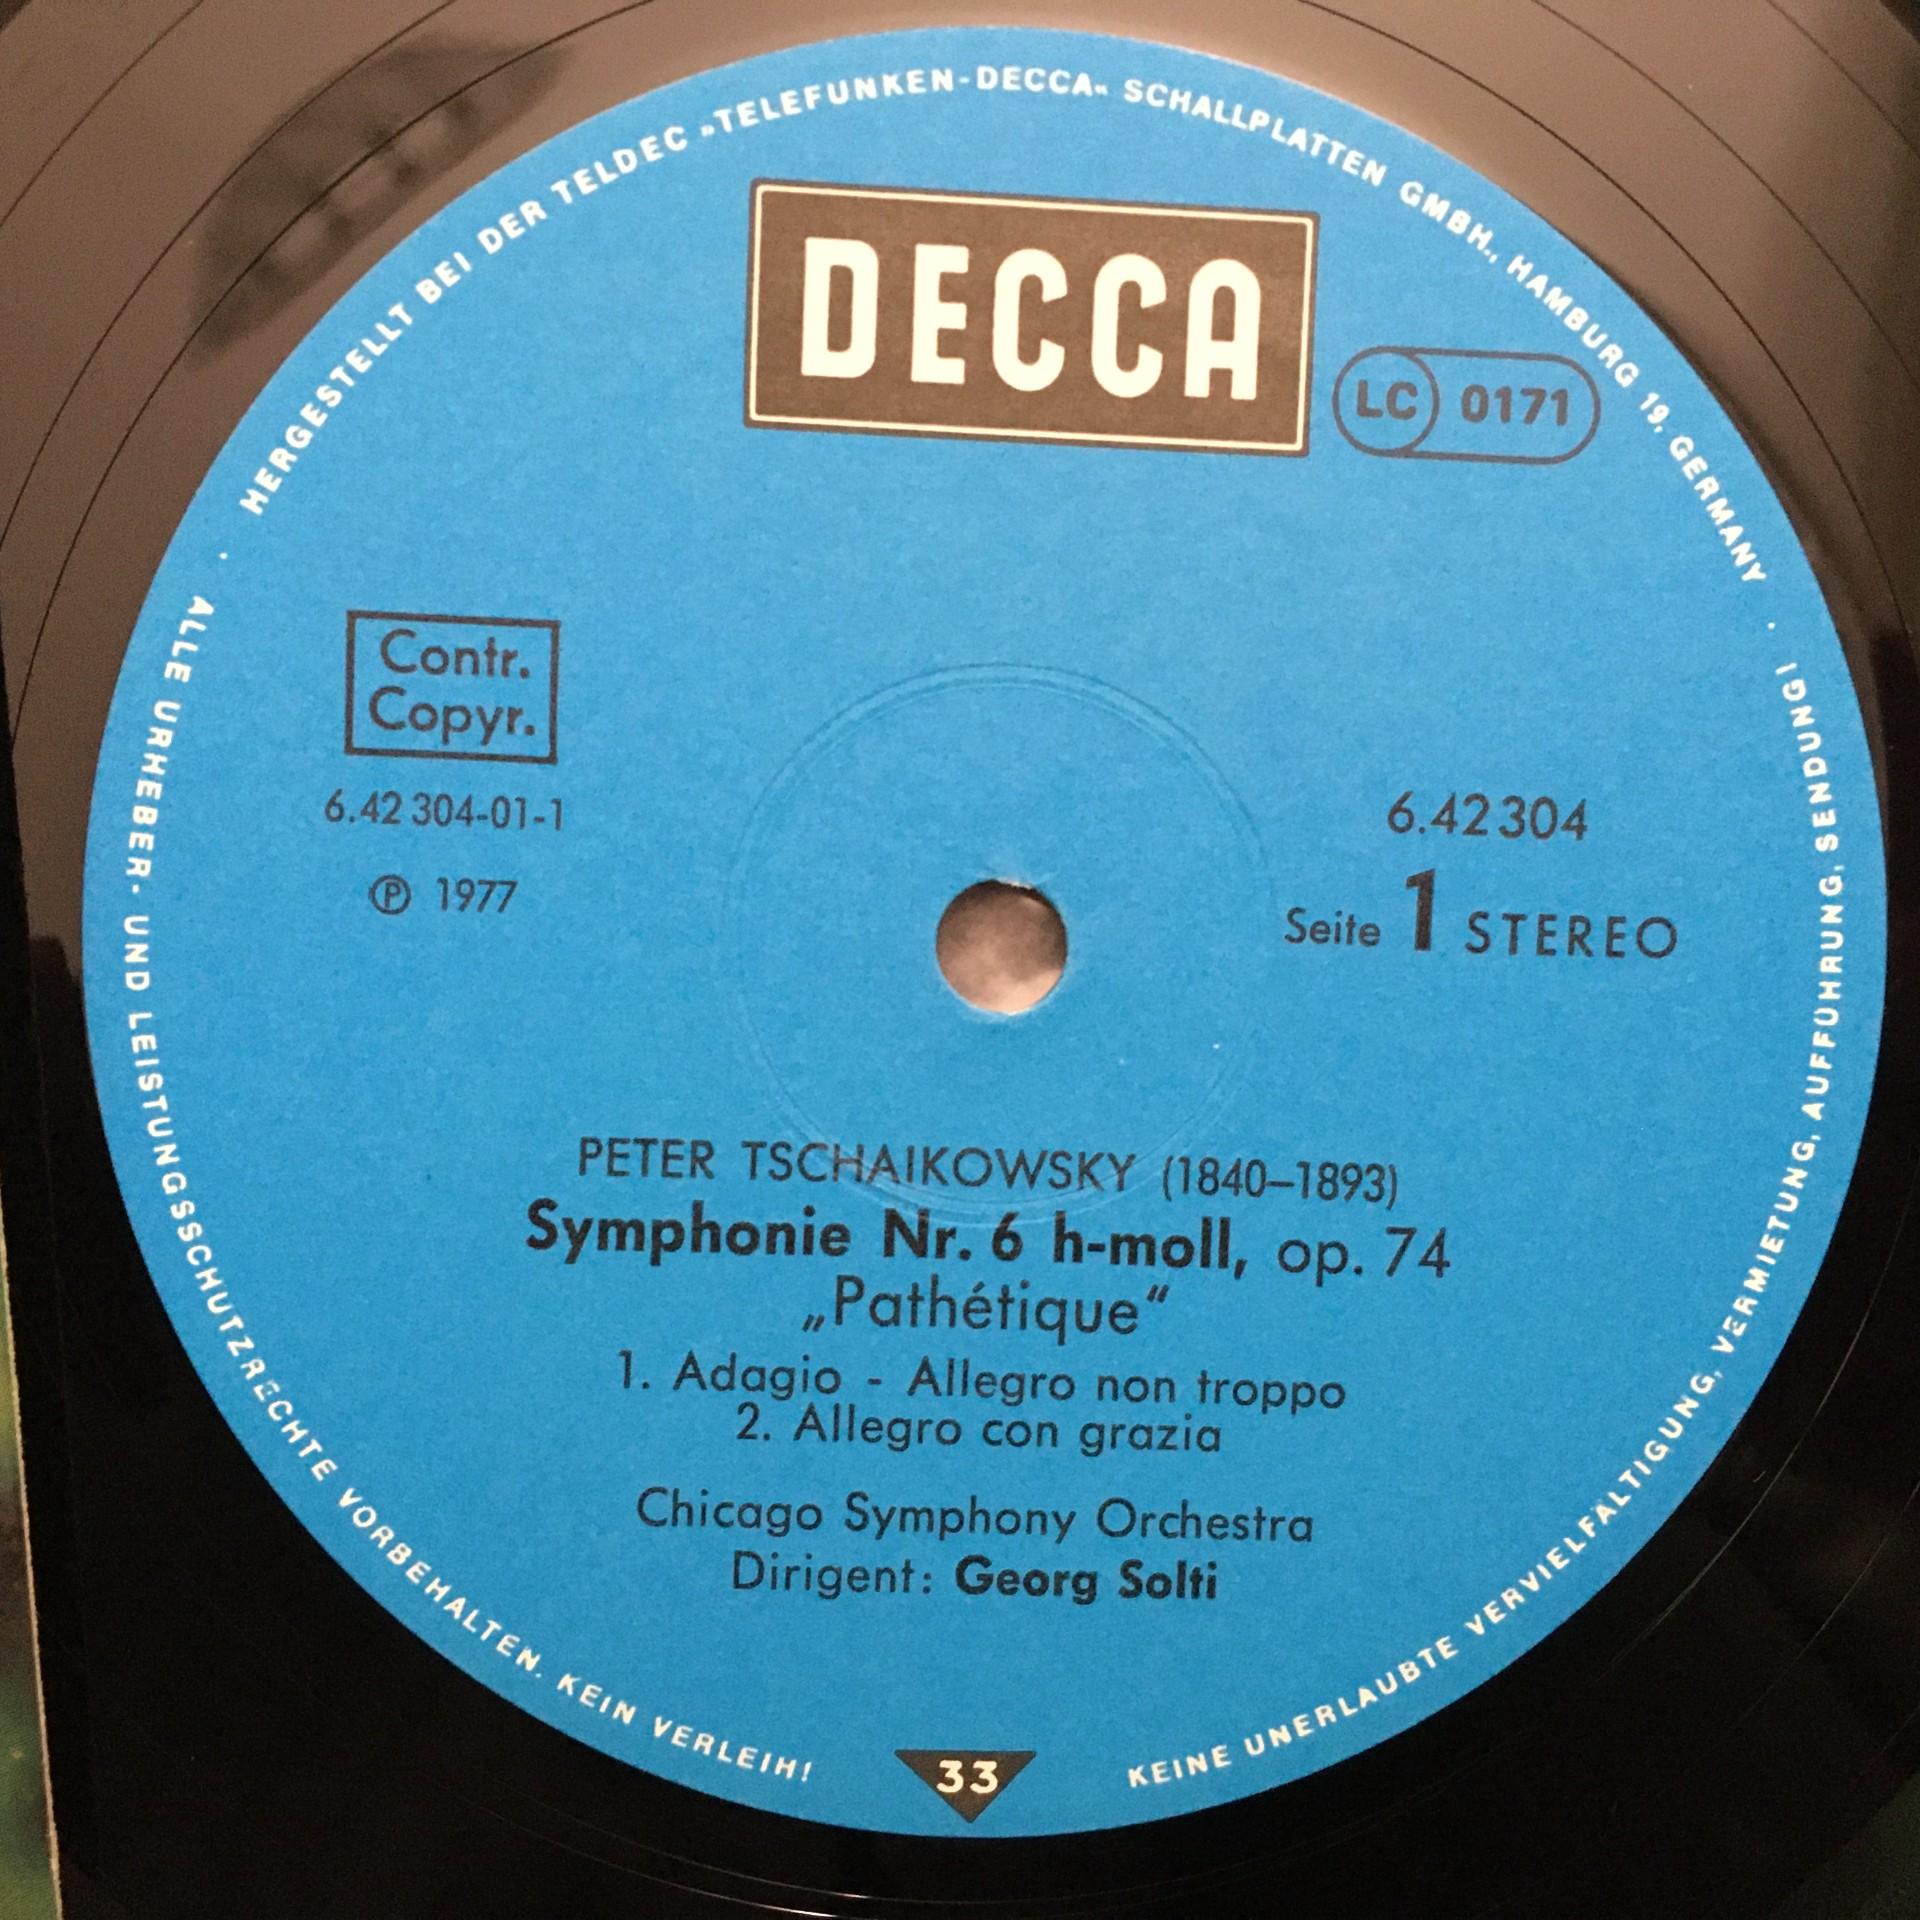 HERGESTELLT BEI DER TELDEC »TELEFUNKEN-DECCA« SCHALLPLATTEN GMBH., HAMBURG 19, GERMANY ·
DECCA
LC 0171
Contr.
Copyr.
6.42 304-01-1
Ⓟ 1977
6.42304
Seite 1 STEREO
PETER TSCHAIKOWSKY (1840–1893)
Symphonie Nr. 6 h-moll, op. 74
„Pathétique“
1. Adagio - Allegro non troppo
2. Allegro con grazia
Chicago Symphony Orchestra
Dirigent: Georg Solti
33
KEINE UNERLAUBTE VERVIELFÄLTIGUNG, VERMIETUNG, AUFFÜHRUNG, SENDUNG!
· ALLE URHEBER- UND LEISTUNGSSCHUTZRECHTE VORBEHALTEN. KEIN VERLEIH!